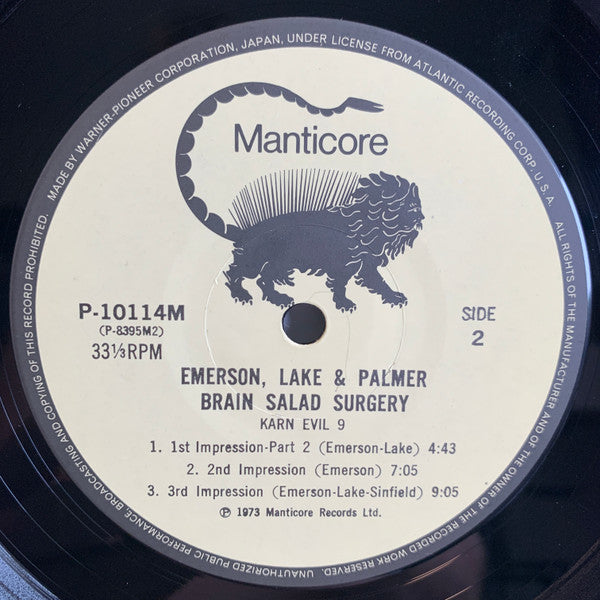 MADE BY WARNER-PIONEER CORPORATION, JAPAN, UNDER LICENSE FROM ATLANTIC RECORDING CORP. U.S.A.
Manticore
P-10114M
(P-8395M2)
33⅓RPM
SIDE
2
EMERSON, LAKE & PALMER
BRAIN SALAD SURGERY
KARN EVIL 9
1. 1st Impression-Part 2 (Emerson-Lake) 4:43
2. 2nd Impression (Emerson) 7:05
3. 3rd Impression (Emerson-Lake-Sinfield) 9:05
Ⓟ 1973 Manticore Records Ltd.
ALL RIGHTS OF THE MANUFACTURER AND OF THE OWNER OF THE RECORDED WORK RESERVED. UNAUTHORIZED PUBLIC PERFORMANCE, BROADCASTING AND COPYING OF THIS RECORD PROHIBITED.